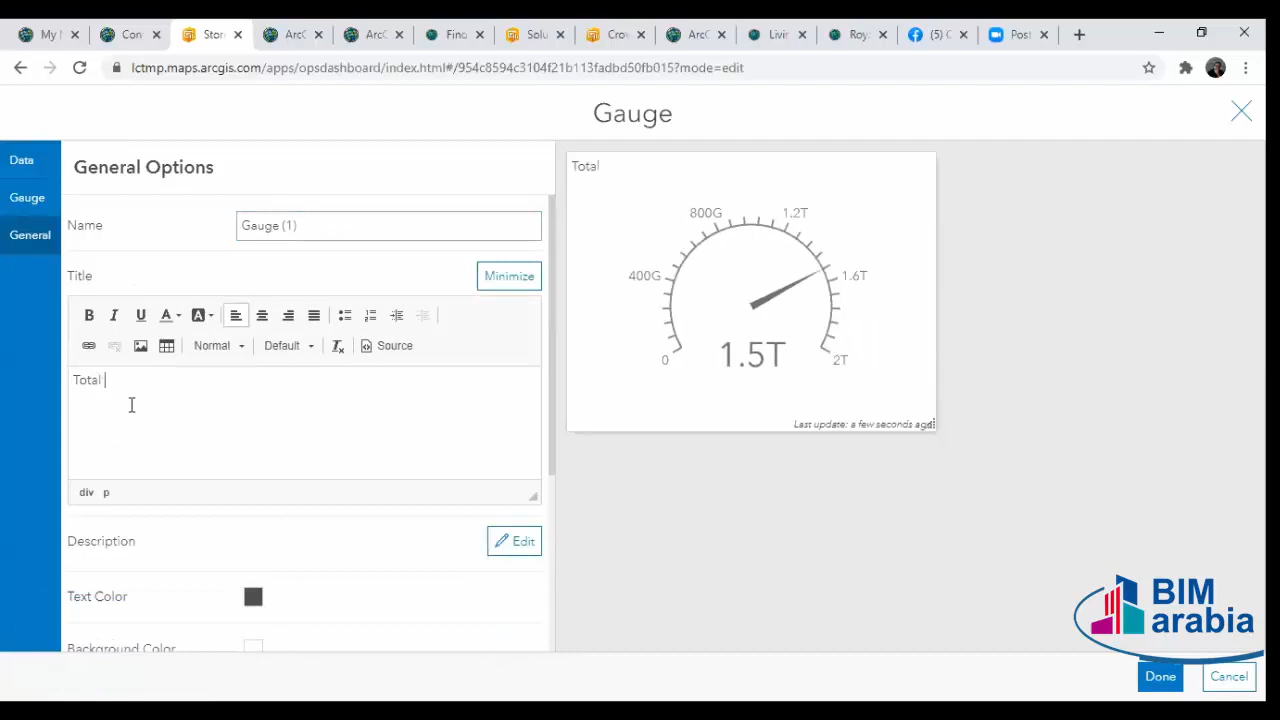 My
Con
Stor
ArcG
ArcG
Finc
Solu
Crow
ArcG
Livin
Roya
(5) C
Post
lctmp.maps.arcgis.com/apps/opsdashboard/index.html#/954c8594c3104f21b113fadbd50fb015?mode=edit
Gauge
Data
Gauge
General
General Options
Name
Gauge (1)
Title
Minimize
B I U A A
Normal
Default
Source
Total
div p
Description
Edit
Text Color
Background Color
Total
800G
1.2T
400G
1.6T
0
1.5T
2T
Last update: a few seconds ago
BIM
arabia
Done
Cancel